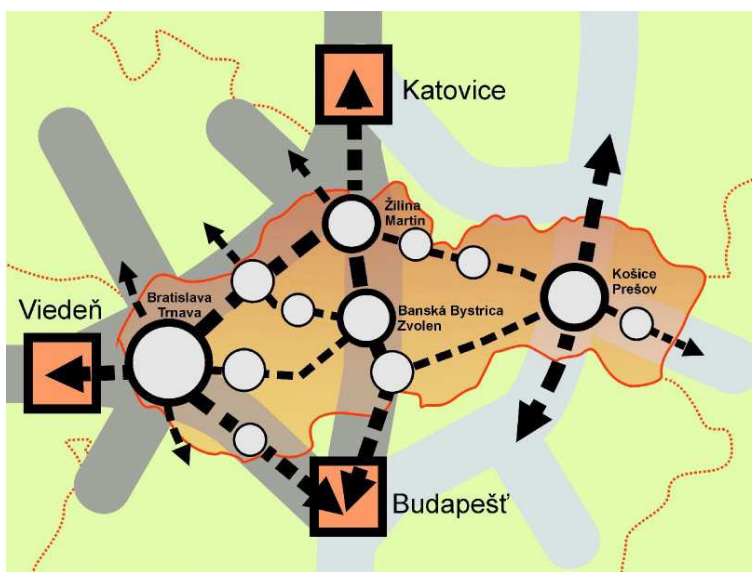 Katovice
Žilina
Martin
Košice
Prešov
Bratislava
Trnava
Viedeň
Banská Bystrica
Zvolen
Budapešť